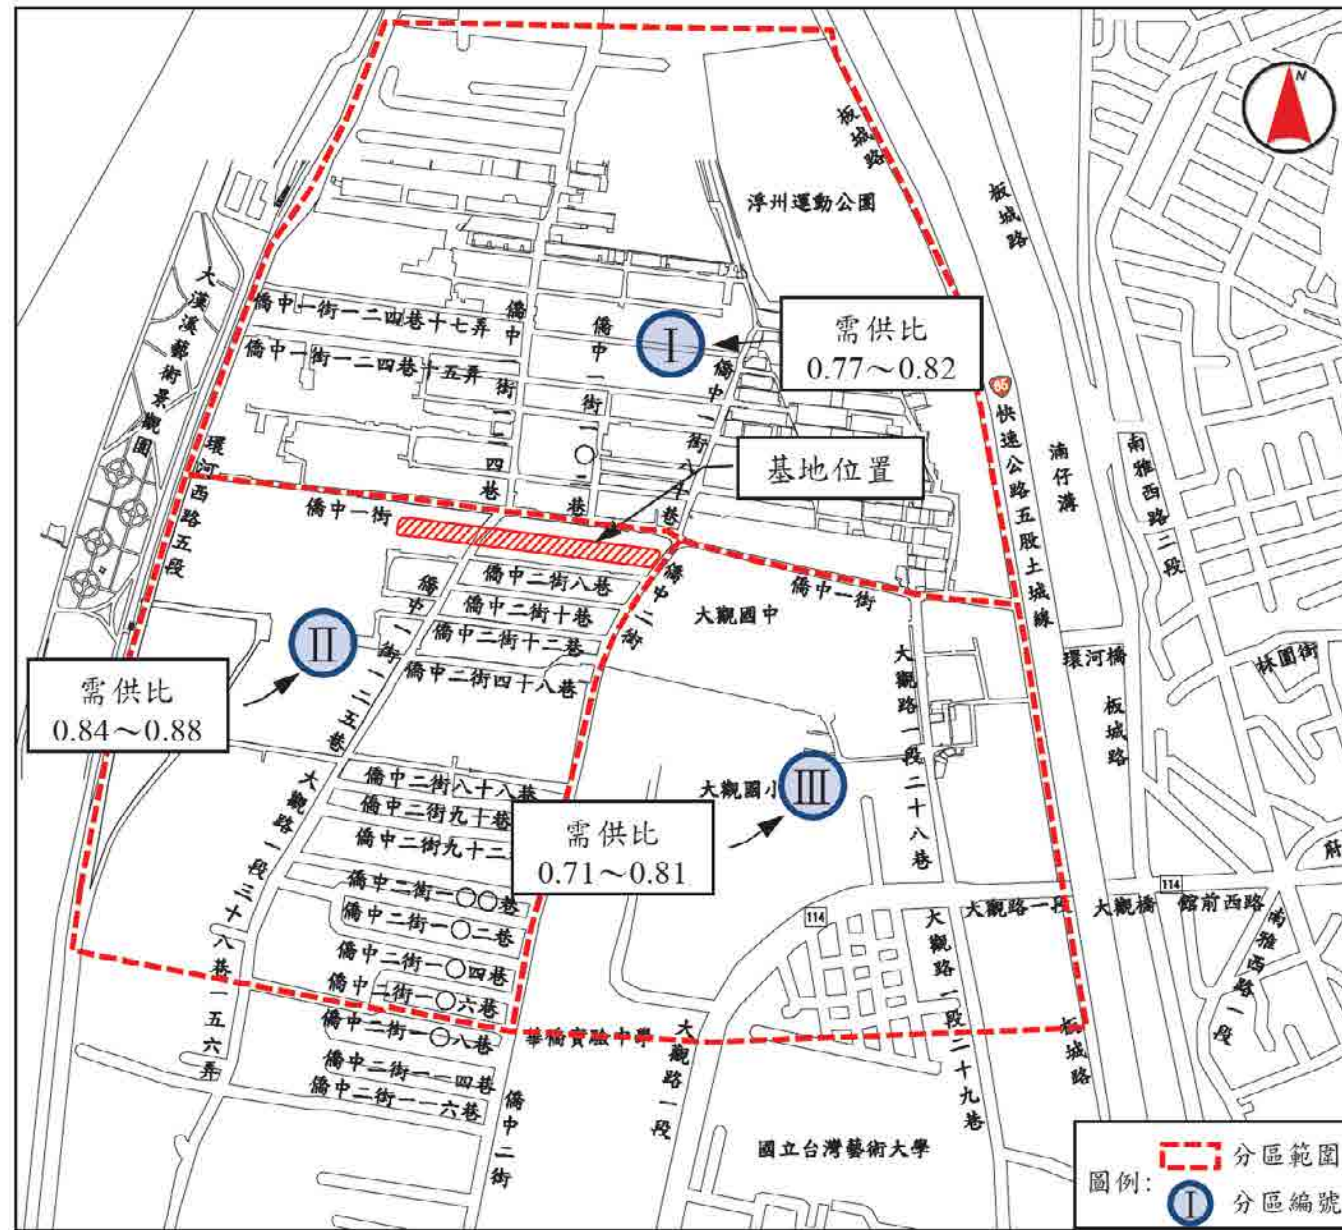 N
板城路
浮州運動公園
板城路
大漢溪藝術景觀園
僑中一街一二四巷十七弄
僑中一街一二四巷十五弄
僑中一街一二四巷
僑中一街一〇二巷
I
需供比
0.77～0.82
僑中一街八十巷
65
快速公路五股土城線
湳仔溝
南雅西路二段
基地位置
環河西路五段
僑中一街
僑中二街八巷
僑中二街十巷
僑中二街十二巷
僑中二街四十八巷
僑中二街
大觀國中
僑中一街
II
僑中一街一二五巷
需供比
0.84～0.88
大觀路一段二十八巷
環河橋
林園街
板城路
大觀國小
III
需供比
0.71～0.81
僑中二街八十八巷
僑中二街九十巷
僑中二街九十二
大觀路一段三十八巷一五六弄
僑中二街一〇〇巷
僑中二街一〇二巷
僑中二街一〇四巷
僑中二街一〇六巷
僑中二街一〇八巷
僑中二街一一四巷
僑中二街一一六巷
114
大觀路一段
大觀橋
114
館前西路
府
南雅西路一段
大觀路一段二十九巷
華僑實驗中學
大觀路一段
板城路
僑中二街
國立台灣藝術大學
圖例：
分區範圍
I
分區編號